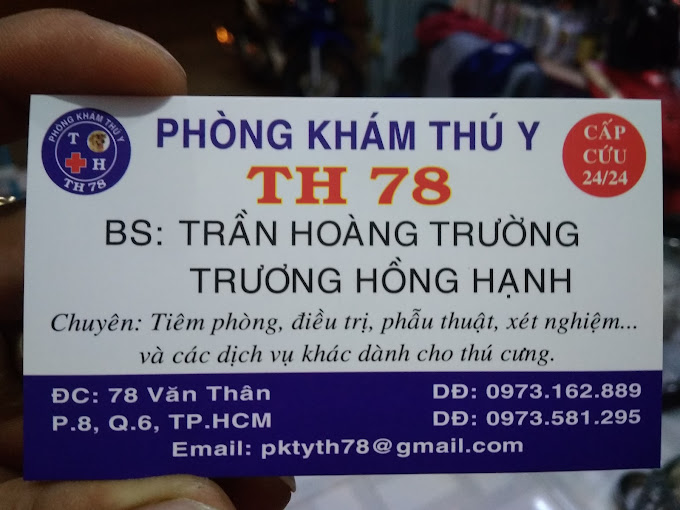 PHÒNG KHÁM THÚ Y
T H
TH 78
PHÒNG KHÁM THÚ Y
TH 78
CẤP
CỨU
24/24
BS: TRẦN HOÀNG TRƯỜNG
TRƯƠNG HỒNG HẠNH
Chuyên: Tiêm phòng, điều trị, phẫu thuật, xét nghiệm...
và các dịch vụ khác dành cho thú cưng.
ĐC: 78 Văn Thân
P.8, Q.6, TP.HCM
DĐ: 0973.162.889
DĐ: 0973.581.295
Email: pktyth78@gmail.com